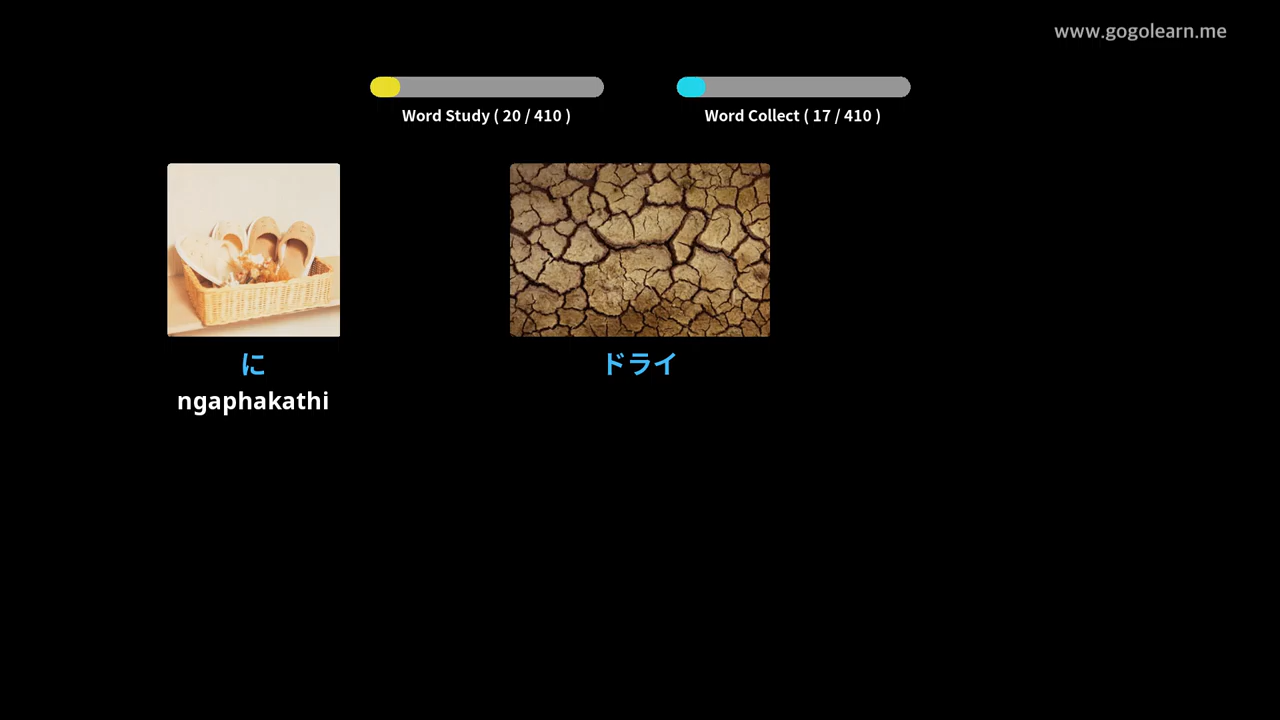 www.gogolearn.me
Word Study ( 20 / 410 )
Word Collect ( 17 / 410 )
に
ngaphakathi
ドライ